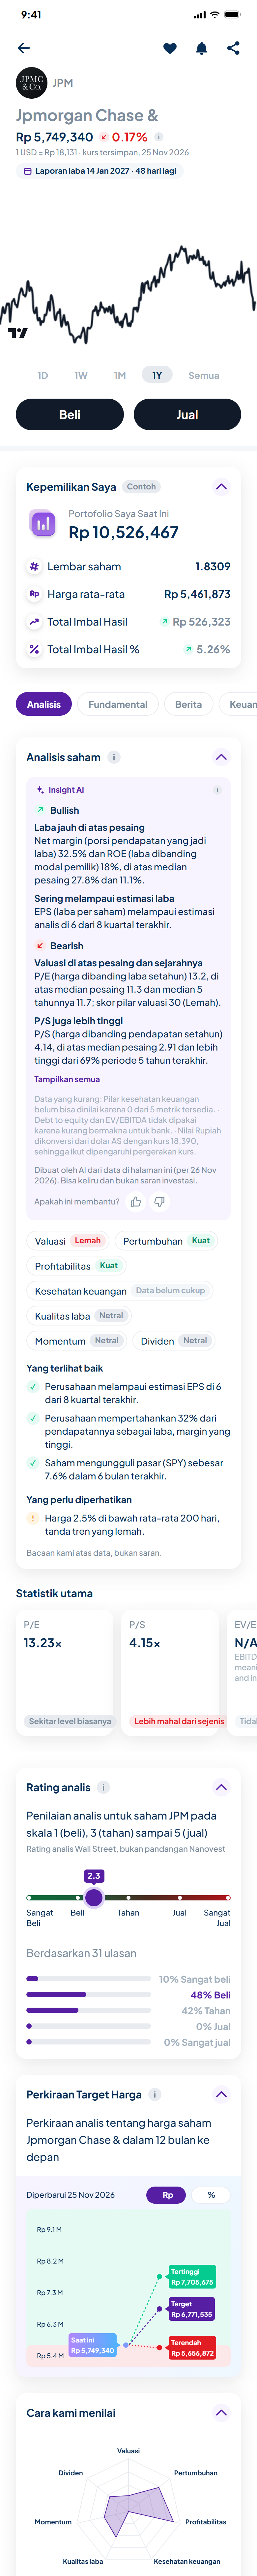 9:41
JPMC
& CO.
JPM
Jpmorgan Chase &
Rp 5,749,340 0.17% i
1 USD = Rp 18,131 · kurs tersimpan, 25 Nov 2026
Laporan laba 14 Jan 2027 · 48 hari lagi
1D 1W 1M 1Y Semua
Beli Jual
Kepemilikan Saya Contoh
Portofolio Saya Saat Ini
Rp 10,526,467
Lembar saham 1.8309
Rp Harga rata-rata Rp 5,461,873
Total Imbal Hasil Rp 526,323
Total Imbal Hasil % 5.26%
Analisis Fundamental Berita Keuan
Analisis saham i
Insight AI i
Bullish
Laba jauh di atas pesaing
Net margin (porsi pendapatan yang jadi
laba) 32.5% dan ROE (laba dibanding
modal pemilik) 18%, di atas median
pesaing 27.8% dan 11.1%.
Sering melampaui estimasi laba
EPS (laba per saham) melampaui estimasi
analis di 6 dari 8 kuartal terakhir.
Bearish
Valuasi di atas pesaing dan sejarahnya
P/E (harga dibanding laba setahun) 13.2, di
atas median pesaing 11.3 dan median 5
tahunnya 11.7; skor pilar valuasi 30 (Lemah).
P/S juga lebih tinggi
P/S (harga dibanding pendapatan setahun)
4.14, di atas median pesaing 2.91 dan lebih
tinggi dari 69% periode 5 tahun terakhir.
Tampilkan semua
Data yang kurang: Pilar kesehatan keuangan
belum bisa dinilai karena 0 dari 5 metrik tersedia. ·
Debt to equity dan EV/EBITDA tidak dipakai
karena kurang bermakna untuk bank. · Nilai Rupiah
dikonversi dari dolar AS dengan kurs 18,390,
sehingga ikut dipengaruhi pergerakan kurs.
Dibuat oleh AI dari data di halaman ini (per 26 Nov
2026). Bisa keliru dan bukan saran investasi.
Apakah ini membantu?
Valuasi Lemah Pertumbuhan Kuat
Profitabilitas Kuat
Kesehatan keuangan Data belum cukup
Kualitas laba Netral
Momentum Netral Dividen Netral
Yang terlihat baik
Perusahaan melampaui estimasi EPS di 6
dari 8 kuartal terakhir.
Perusahaan mempertahankan 32% dari
pendapatannya sebagai laba, margin yang
tinggi.
Saham mengungguli pasar (SPY) sebesar
7.6% dalam 6 bulan terakhir.
Yang perlu diperhatikan
Harga 2.5% di bawah rata-rata 200 hari,
tanda tren yang lemah.
Bacaan kami atas data, bukan saran.
Statistik utama
P/E P/S EV/E
13.23× 4.15× N/A
EBITD
meani
and in
Sekitar level biasanya Lebih mahal dari sejenis Tidal
Rating analis i
Penilaian analis untuk saham JPM pada
skala 1 (beli), 3 (tahan) sampai 5 (jual)
Rating analis Wall Street, bukan pandangan Nanovest
2.3
Sangat Beli Beli Tahan Jual Sangat Jual
Berdasarkan 31 ulasan
10% Sangat beli
48% Beli
42% Tahan
0% Jual
0% Sangat jual
Perkiraan Target Harga i
Perkiraan analis tentang harga saham
Jpmorgan Chase & dalam 12 bulan ke
depan
Diperbarui 25 Nov 2026 Rp %
Rp 9.1 M
Rp 8.2 M
Rp 7.3 M
Rp 6.3 M
Rp 5.4 M
Tertinggi
Rp 7,705,675
Target
Rp 6,771,535
Saat ini
Rp 5,749,340
Terendah
Rp 5,656,872
Cara kami menilai
Valuasi
Dividen Pertumbuhan
Momentum Profitabilitas
Kualitas laba Kesehatan keuangan